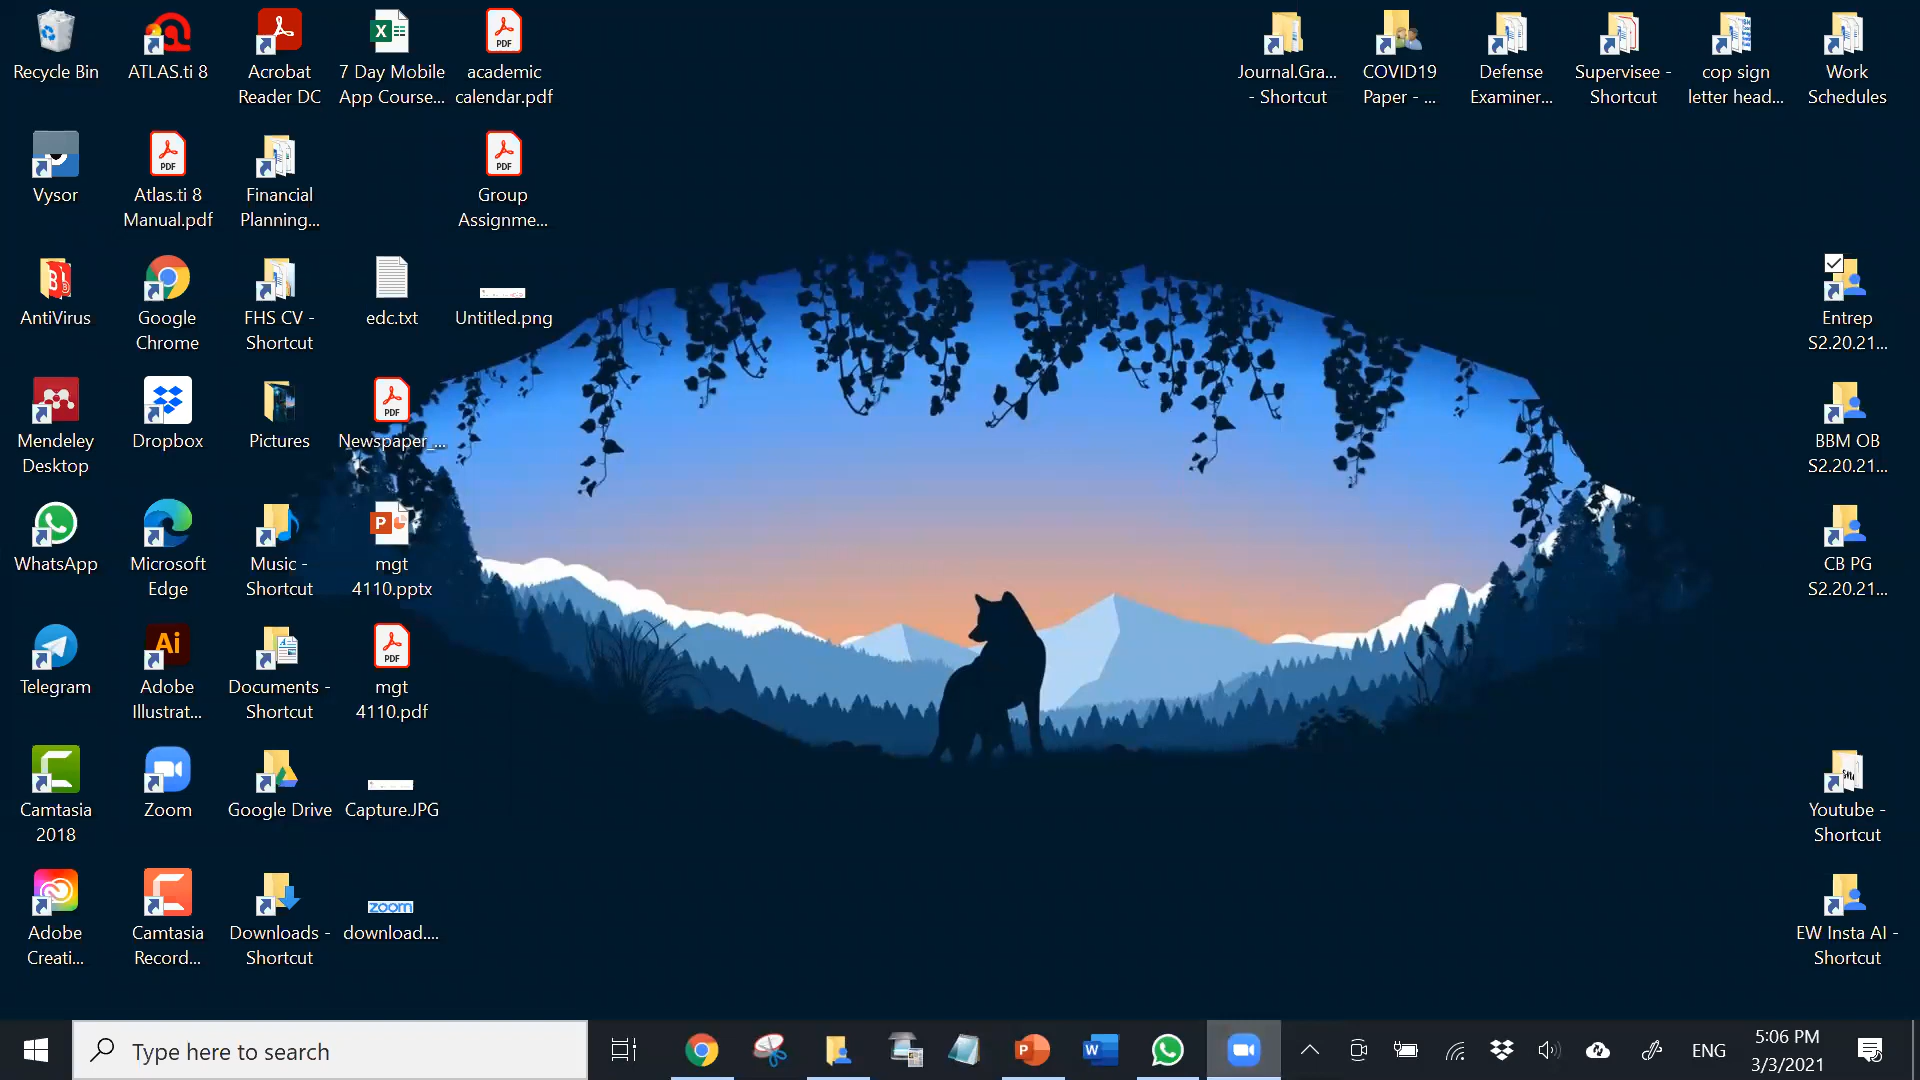 Recycle Bin
ATLAS.ti 8
Acrobat
Reader DC
7 Day Mobile
App Course...
academic
calendar.pdf
Journal.Gra...
- Shortcut
COVID19
Paper - ...
Defense
Examiner...
Supervisee -
Shortcut
cop sign
letter head...
Work
Schedules
Vysor
Atlas.ti 8
Manual.pdf
Financial
Planning...
Group
Assignme...
AntiVirus
Google
Chrome
FHS CV -
Shortcut
edc.txt
Untitled.png
Entrep
S2.20.21...
Mendeley
Desktop
Dropbox
Pictures
Newspaper_...
BBM OB
S2.20.21...
WhatsApp
Microsoft
Edge
Music -
Shortcut
mgt
4110.pptx
CB PG
S2.20.21...
Telegram
Adobe
Illustrat...
Documents -
Shortcut
mgt
4110.pdf
Camtasia
2018
Zoom
Google Drive
Capture.JPG
Youtube -
Shortcut
Adobe
Creati...
Camtasia
Record...
Downloads -
Shortcut
zoom
download....
EW Insta AI -
Shortcut
Type here to search
ENG
5:06 PM
3/3/2021